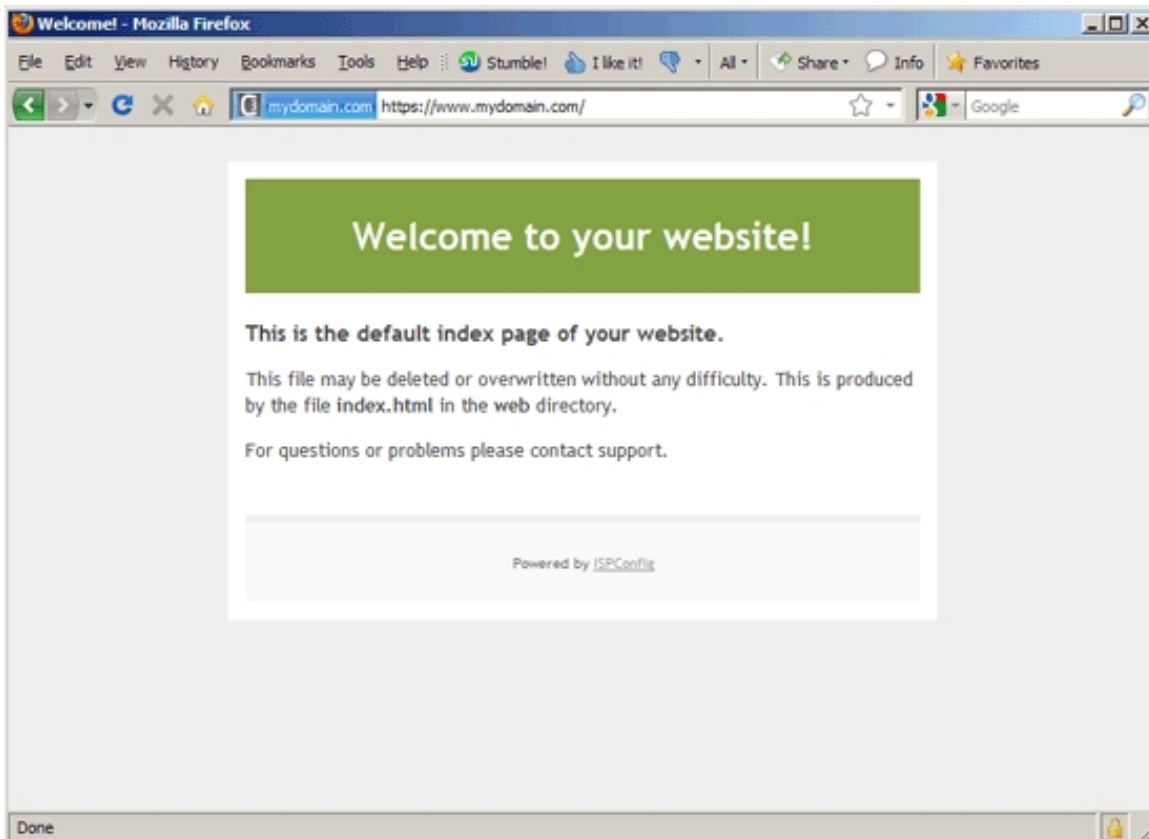 Welcome! - Mozilla Firefox
File Edit View History Bookmarks Tools Help Stumble! I like it! All Share Info Favorites
mydomain.com https://www.mydomain.com/ Google
Welcome to your website!
This is the default index page of your website.
This file may be deleted or overwritten without any difficulty. This is produced
by the file index.html in the web directory.
For questions or problems please contact support.
Powered by ISPConfig
Done